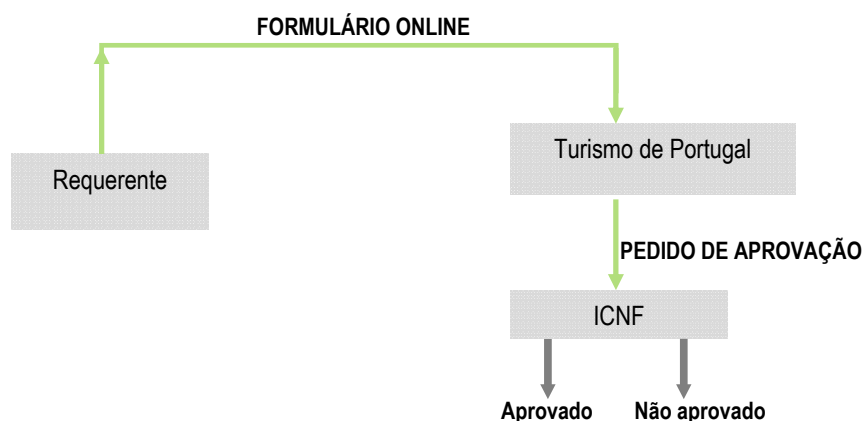 FORMULÁRIO ONLINE
Requerente
Turismo de Portugal
PEDIDO DE APROVAÇÃO
ICNF
Aprovado
Não aprovado